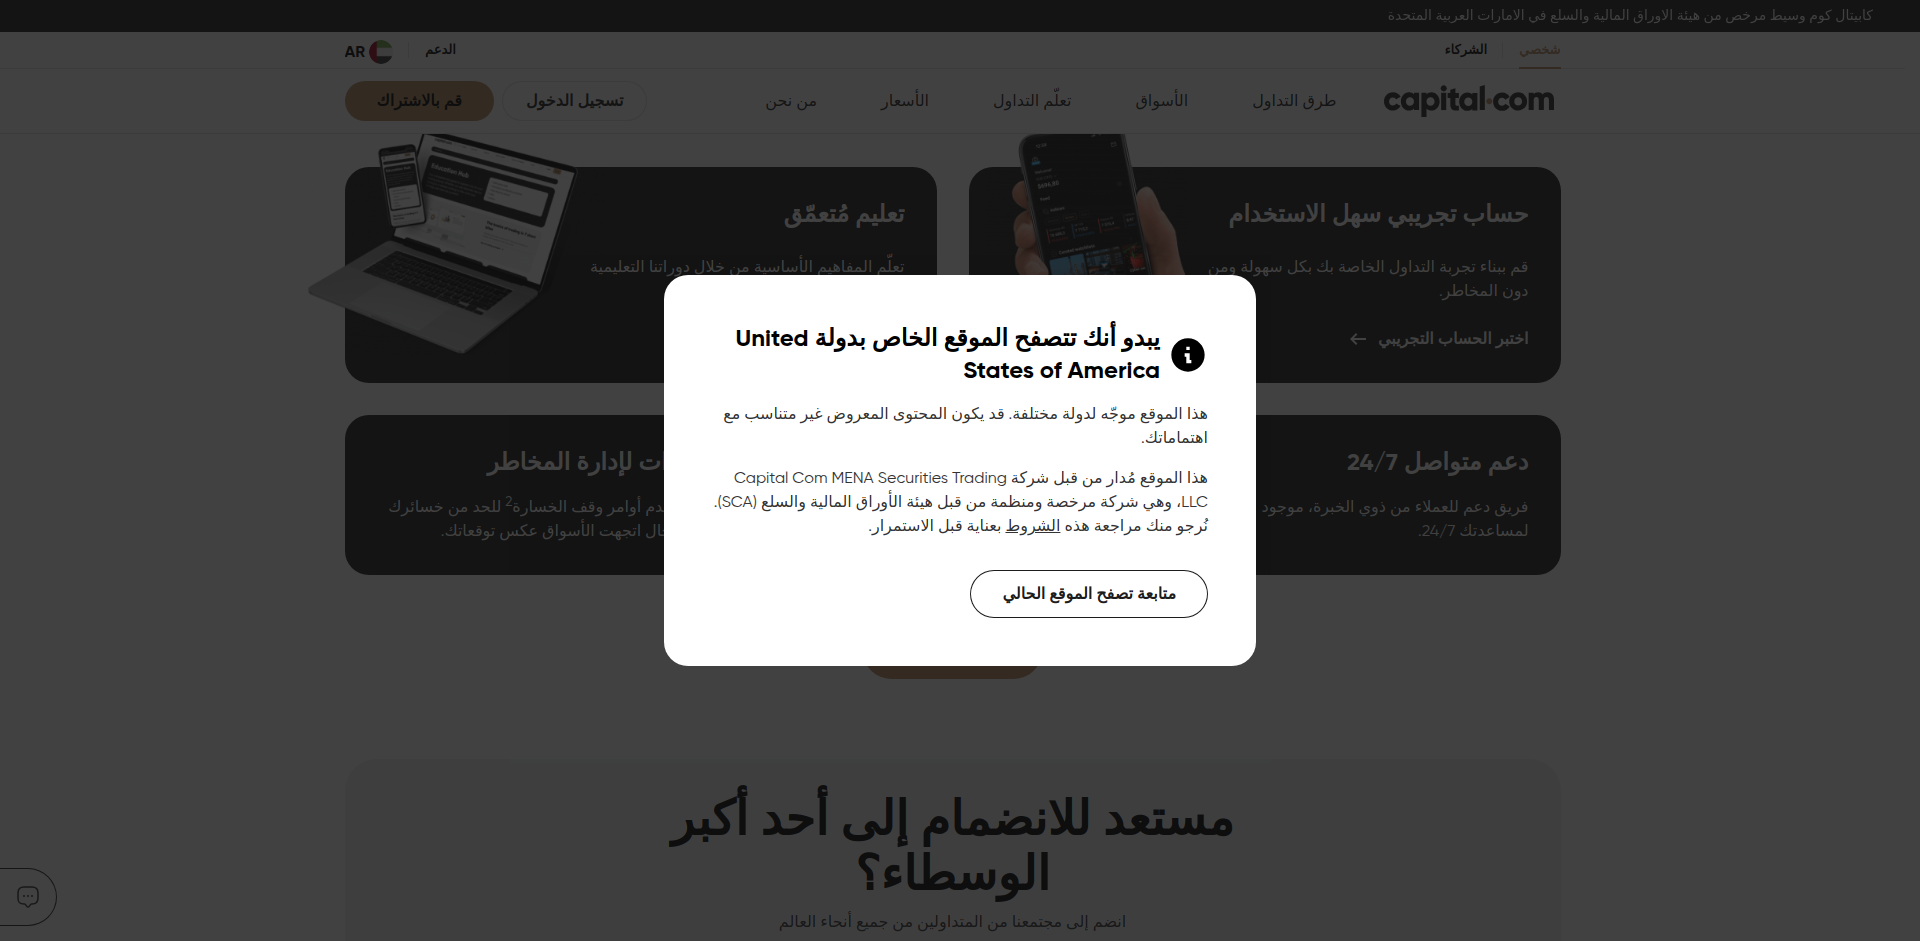 كابيتال كوم وسيط مرخص من هيئة الاوراق المالية والسلع في الامارات العربية المتحدة
شخصي
الشركاء
الدعم
AR
capital.com
طرق التداول
الأسواق
تعلّم التداول
الأسعار
من نحن
تسجيل الدخول
قم بالاشتراك
حساب تجريبي سهل الاستخدام
قم ببناء تجربة التداول الخاصة بك بكل سهولة ومن
دون المخاطر.
اختبر الحساب التجريبي
تعليم مُتعمّق
تعلّم المفاهيم الأساسية من خلال دوراتنا التعليمية
يبدو أنك تتصفح الموقع الخاص بدولة United
States of America
هذا الموقع موجّه لدولة مختلفة. قد يكون المحتوى المعروض غير متناسب مع
اهتماماتك.
هذا الموقع مُدار من قبل شركة Capital Com MENA Securities Trading
LLC، وهي شركة مرخصة ومنظمة من قبل هيئة الأوراق المالية والسلع (SCA).
نُرجو منك مراجعة هذه الشروط بعناية قبل الاستمرار.
متابعة تصفح الموقع الحالي
دعم متواصل 24/7
فريق دعم للعملاء من ذوي الخبرة، موجود
لمساعدتك 24/7.
لإدارة المخاطر
أوامر وقف الخسارة2 للحد من خسائرك
اتجهت الأسواق عكس توقعاتك.
مستعد للانضمام إلى أحد أكبر
الوسطاء؟
انضم إلى مجتمعنا من المتداولين من جميع أنحاء العالم